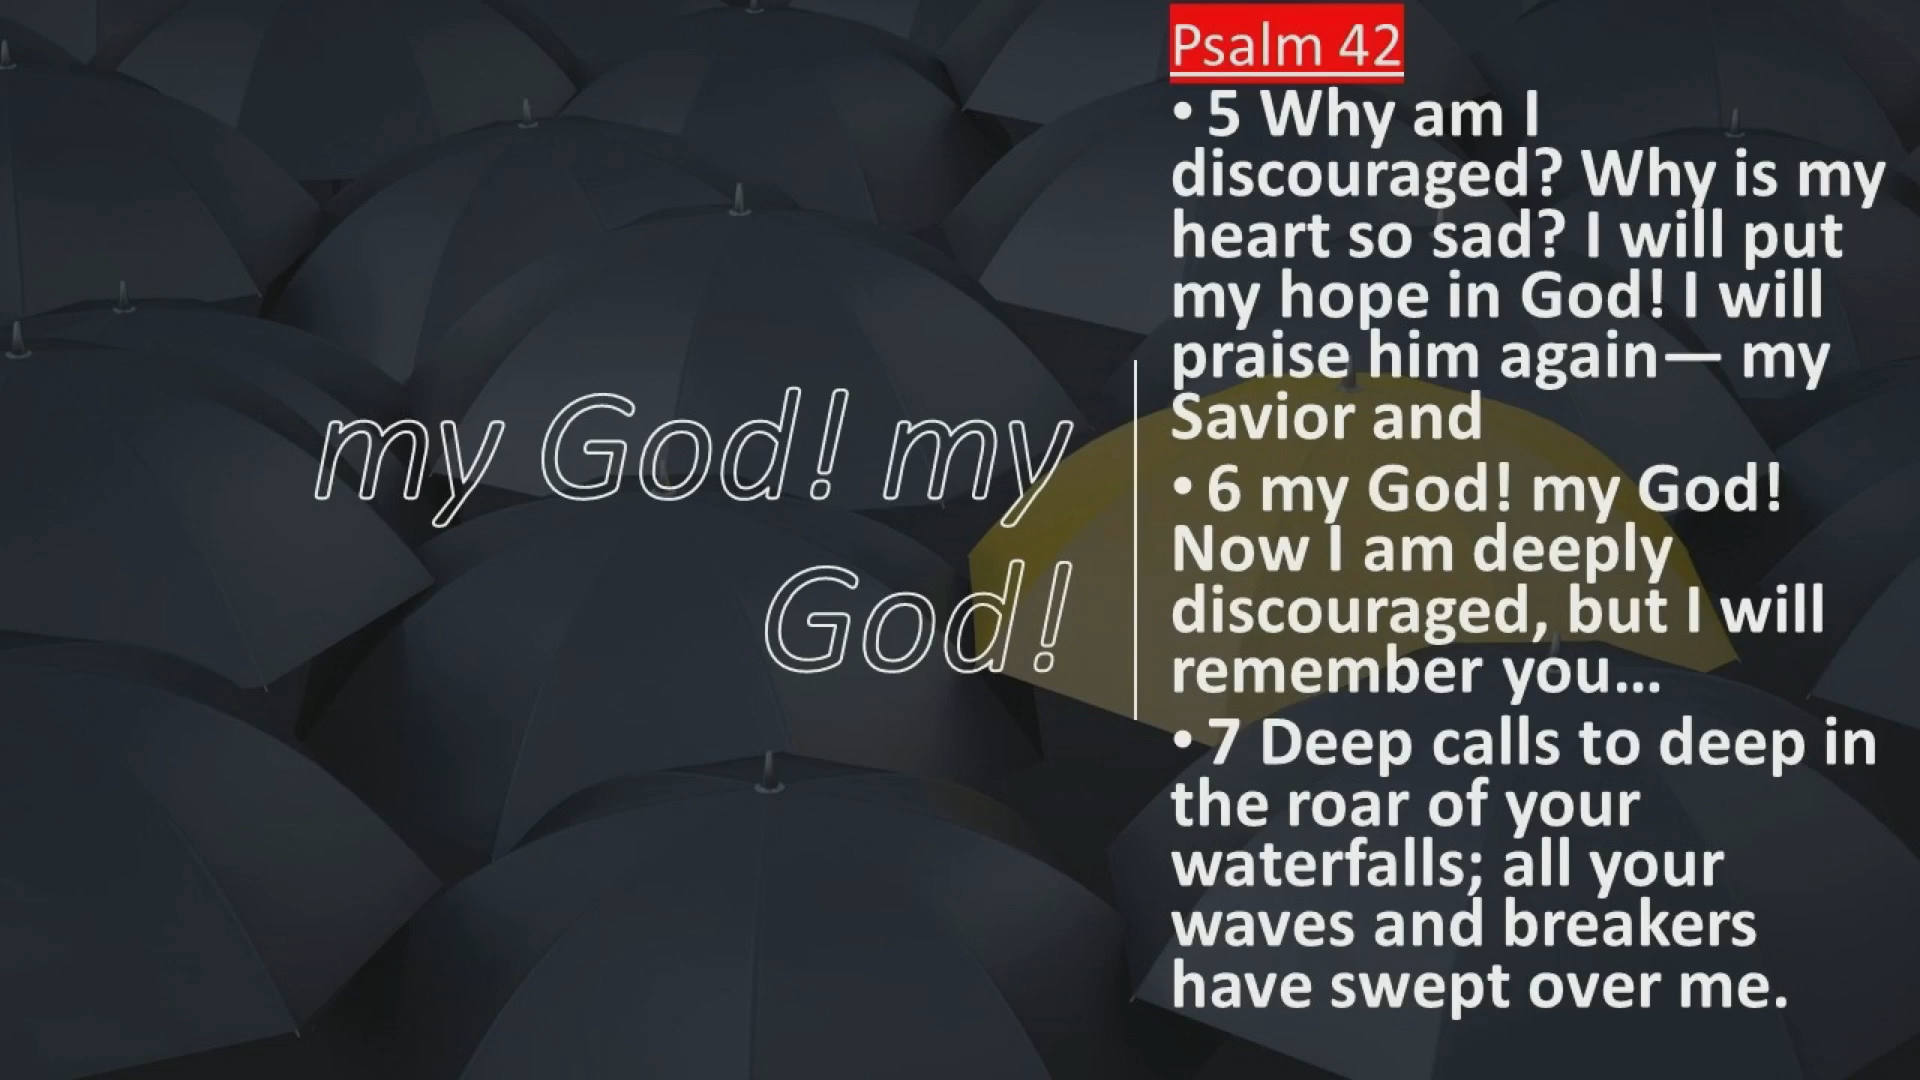 my God! my
God!
Psalm 42
• 5 Why am I
discouraged? Why is my
heart so sad? I will put
my hope in God! I will
praise him again— my
Savior and
• 6 my God! my God!
Now I am deeply
discouraged, but I will
remember you…
• 7 Deep calls to deep in
the roar of your
waterfalls; all your
waves and breakers
have swept over me.